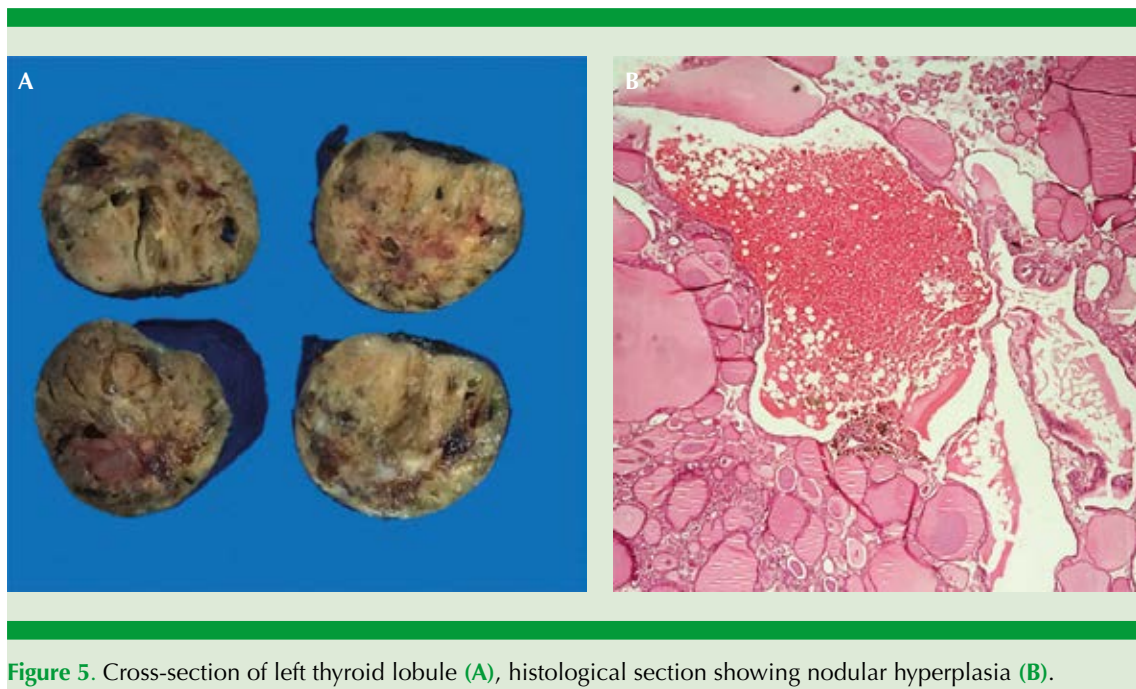 A
B
Figure 5. Cross-section of left thyroid lobule (A), histological section showing nodular hyperplasia (B).